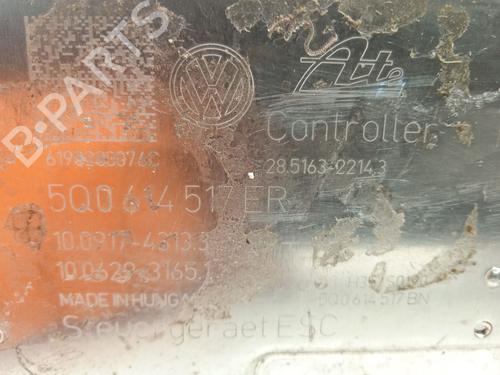 B-PARTS
Ate
Controller
28.5163-2214.3
5Q0 614 517 ER
10.0917-4313.3
MADE IN HUNGA
5Q0 614 517 BN
Steuergeraet ESC